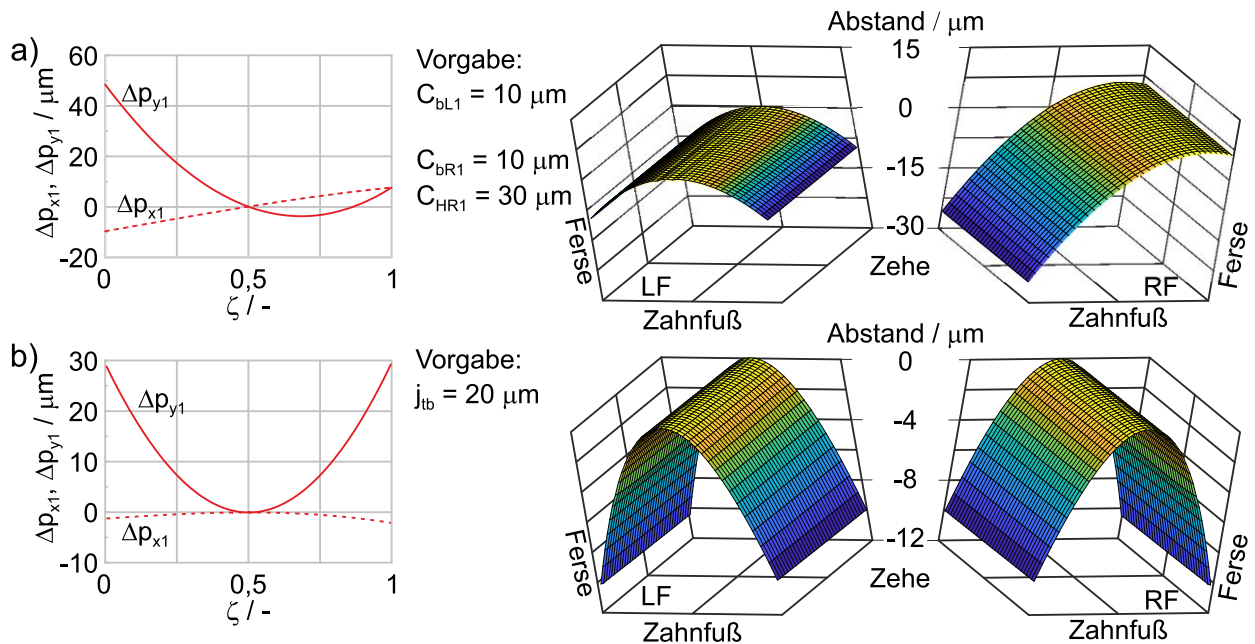 a)
Δp_x1, Δp_y1 / μm
60
40
20
0
-20
Δp_y1
Δp_x1
0
0,5
1
ζ / -
Vorgabe:
C_bL1 = 10 μm
C_bR1 = 10 μm
C_HR1 = 30 μm
Abstand / μm
15
0
-15
-30
Ferse
LF
Zahnfuß
Zehe
RF
Zahnfuß
Ferse
b)
Δp_x1, Δp_y1 / μm
30
20
10
0
-10
Δp_y1
Δp_x1
0
0,5
1
ζ / -
Vorgabe:
j_tb = 20 μm
Abstand / μm
0
-4
-8
-12
Ferse
LF
Zahnfuß
Zehe
RF
Zahnfuß
Ferse